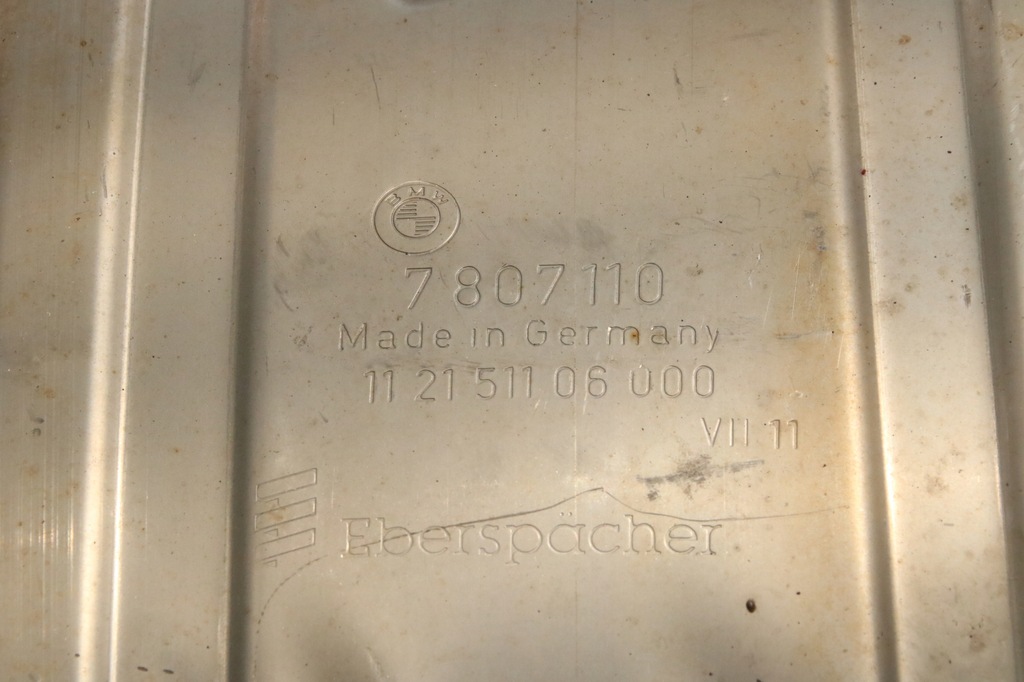 BMW
7 807 110
Made in Germany
11 21 511 06 000
VII 11
Eberspächer